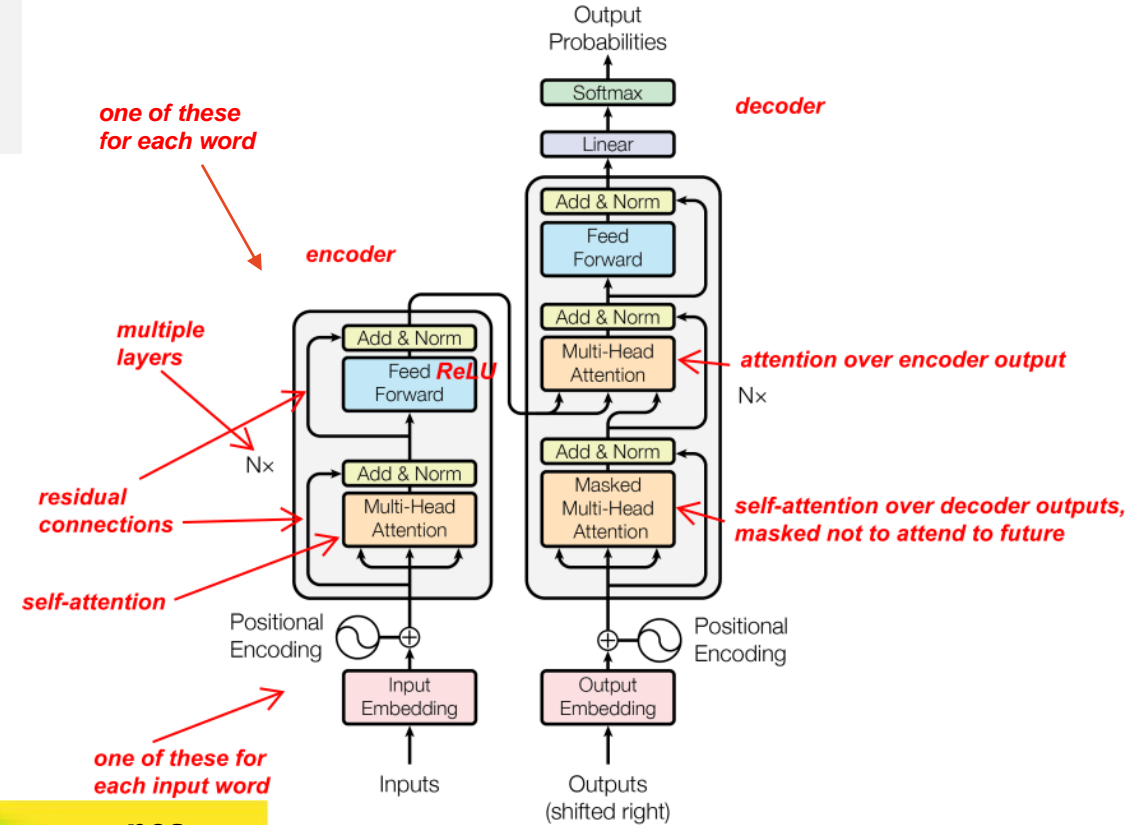 Output
Probabilities
Softmax
decoder
one of these
for each word
Linear
Add & Norm
Feed
Forward
encoder
Add & Norm
multiple
layers
Add & Norm
Multi-Head
Attention
attention over encoder output
Feed ReLU
Forward
Nx
Add & Norm
Nx
Add & Norm
residual
connections
Multi-Head
Attention
Masked
Multi-Head
Attention
self-attention over decoder outputs,
masked not to attend to future
self-attention
Positional
Encoding
Positional
Encoding
Input
Embedding
Output
Embedding
one of these for
each input word
Inputs
Outputs
(shifted right)